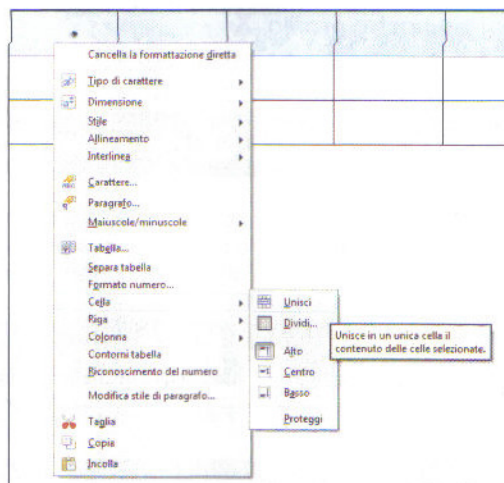 Cancella la formattazione diretta
Tipo di carattere
Dimensione
Stile
Allineamento
Interlinea
Carattere...
Paragrafo...
Maiuscole/minuscole
Tabella...
Separa tabella
Formato numero...
Cella
Riga
Colonna
Contorni tabella
Riconoscimento del numero
Modifica stile di paragrafo...
Taglia
Copia
Incolla
Unisci
Dividi...
Alto
Centro
Basso
Proteggi
Unisce in un unica cella il
contenuto delle celle selezionate.